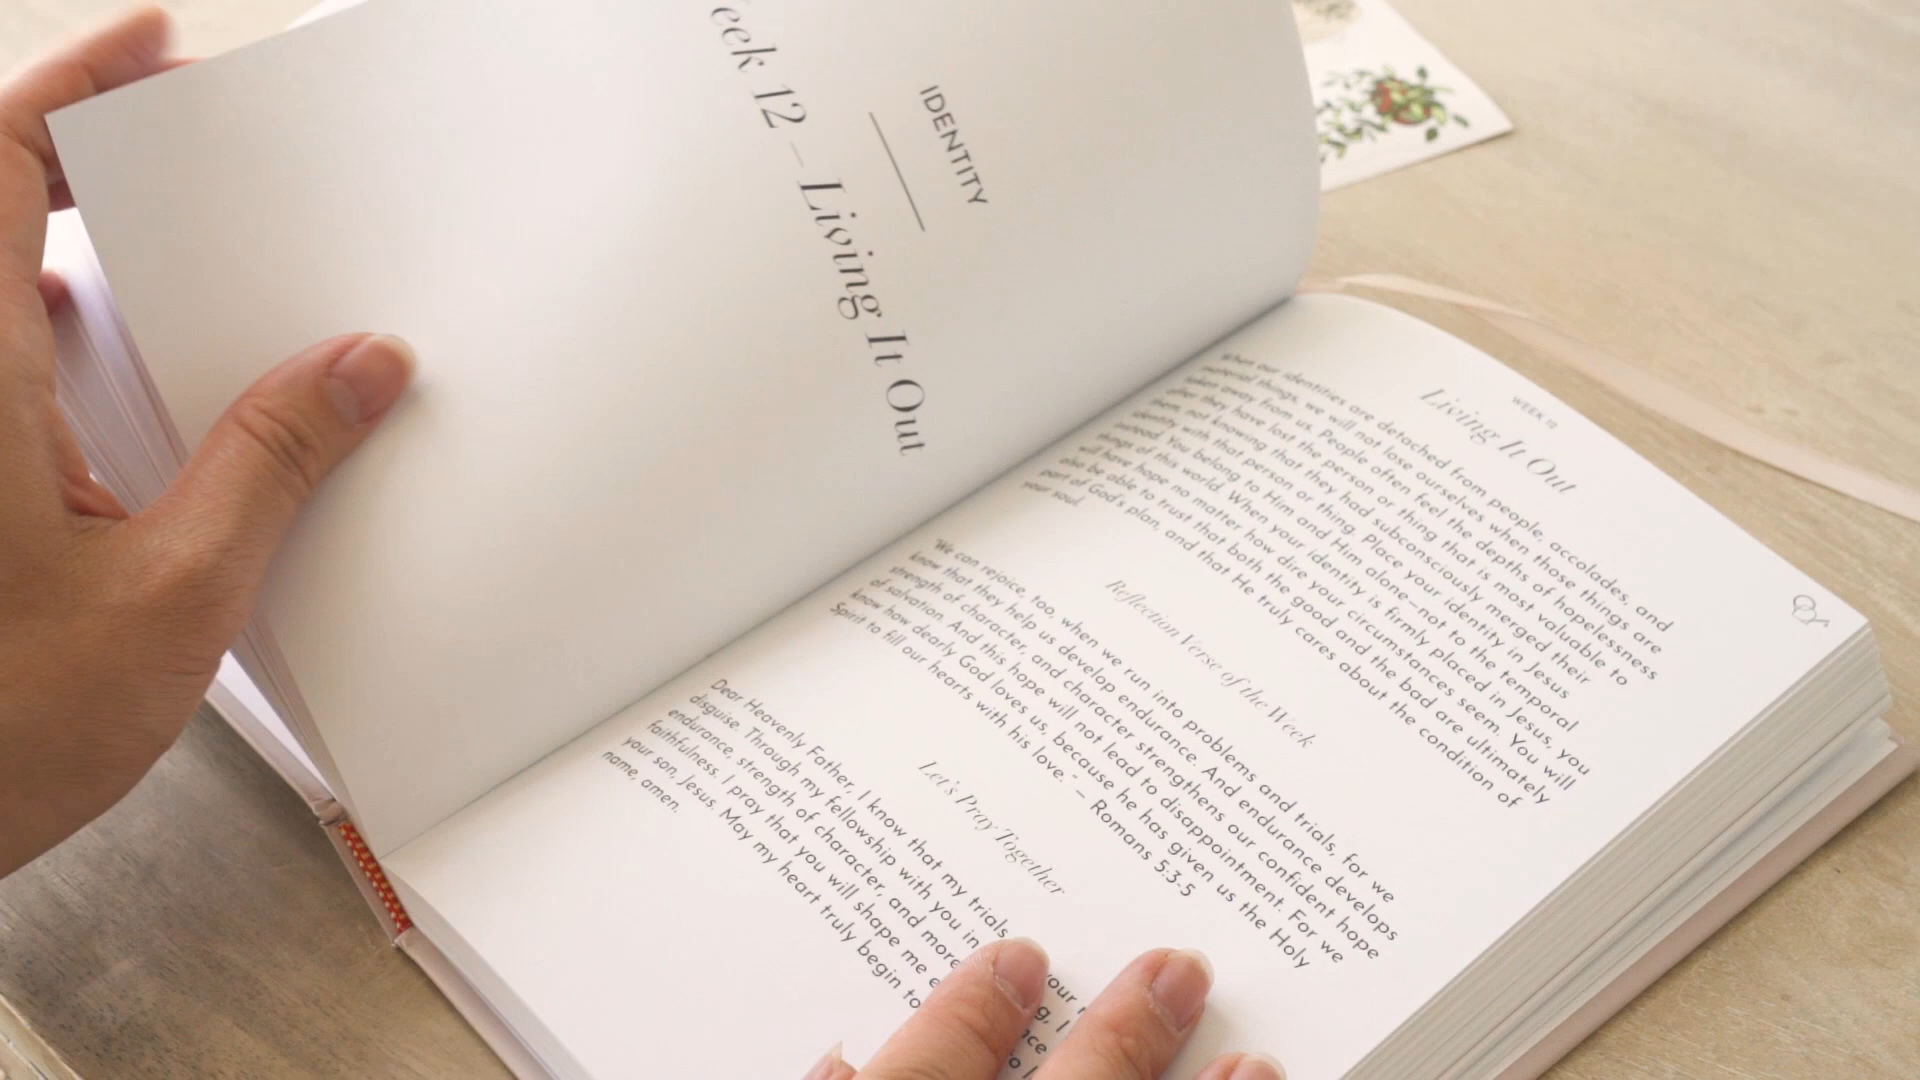 IDENTITY
eek 12 – Living It Out
WEEK 12
Living It Out
When our identities are detached from people, accolades, and
material things, we will not lose ourselves when those things are
taken away from us. People often feel the depths of hopelessness
after they have lost the person or thing that is most valuable to
them, not knowing that they had subconsciously merged their
identity with that person or thing. Place your identity in Jesus
instead. You belong to Him and Him alone—not to the temporal
things of this world. When your identity is firmly placed in Jesus, you
will have hope no matter how dire your circumstances seem. You will
also be able to trust that both the good and the bad are ultimately
part of God's plan, and that He truly cares about the condition of
your soul.
Reflection Verse of the Week
"We can rejoice, too, when we run into problems and trials, for we
know that they help us develop endurance. And endurance develops
strength of character, and character strengthens our confident hope
of salvation. And this hope will not lead to disappointment. For we
know how dearly God loves us, because he has given us the Holy
Spirit to fill our hearts with his love." – Romans 5:3-5
Let's Pray Together
Dear Heavenly Father, I know that my trials your
disguise. Through my fellowship with you in g, I
endurance, strength of character, and more nce
faithfulness. I pray that you will shape me to
your son, Jesus. May my heart truly begin to
name, amen.